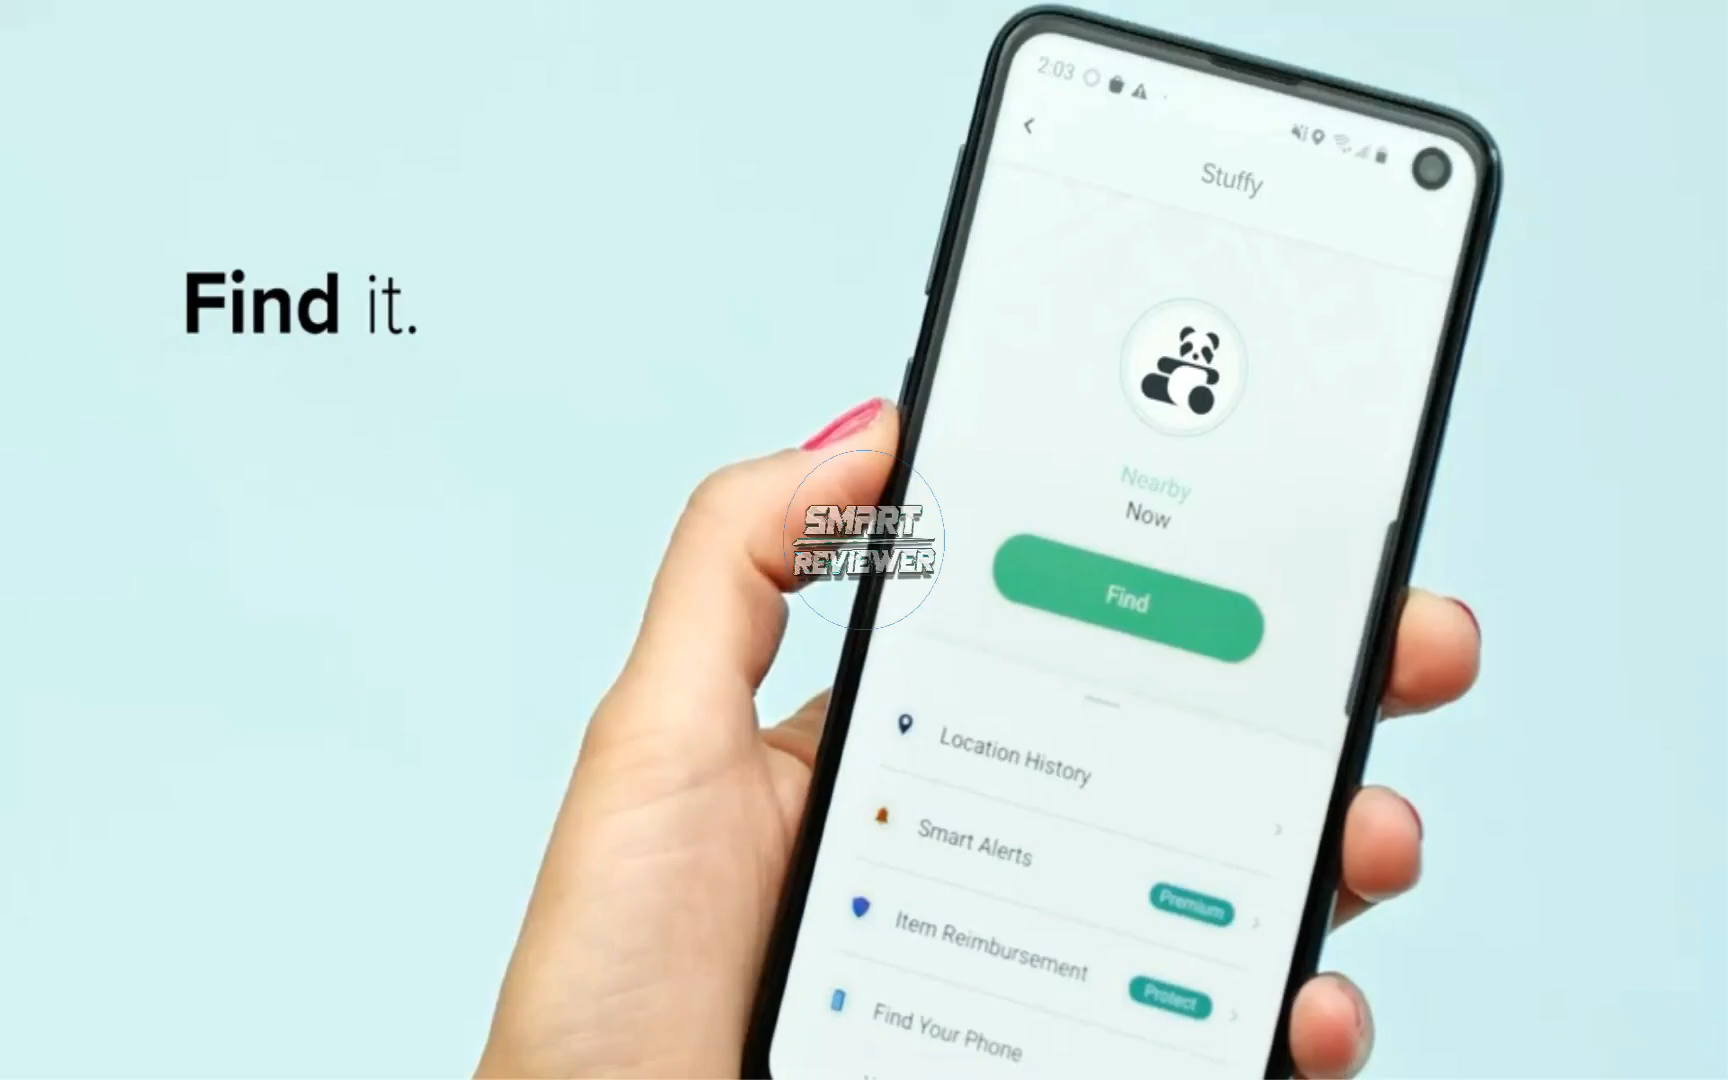 Find it.
2:03
Stuffy
Nearby
Now
Find
Location History
Smart Alerts
Premium
Item Reimbursement
Protect
Find Your Phone
SMART
REVIEWER